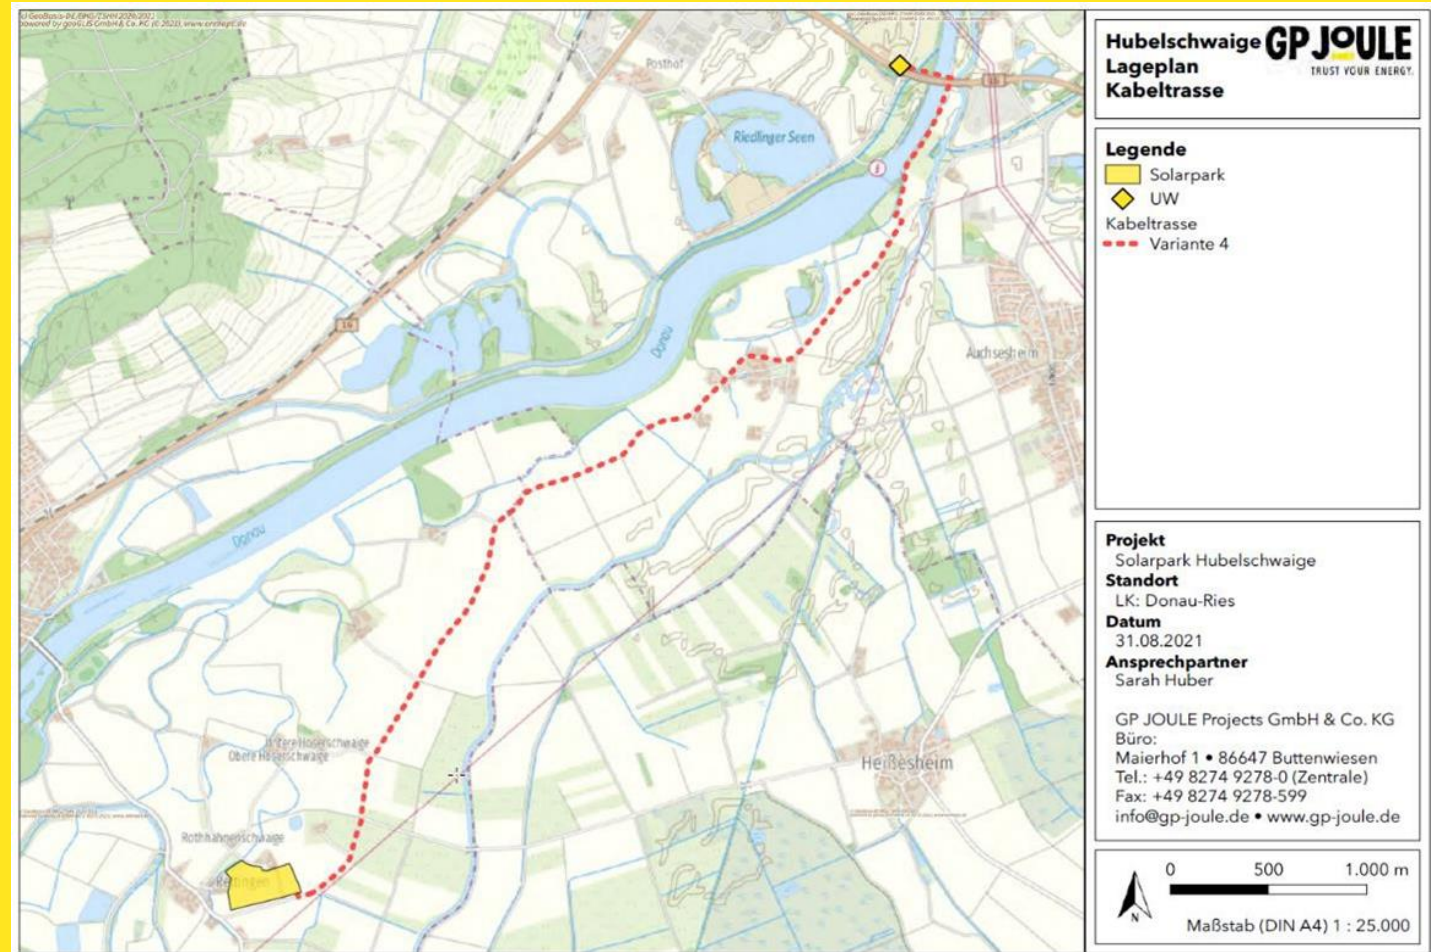 Hubelschwaige
Lageplan
Kabeltrasse
GP JOULE
TRUST YOUR ENERGY.
Legende
Solarpark
UW
Kabeltrasse
Variante 4
Projekt
Solarpark Hubelschwaige
Standort
LK: Donau-Ries
Datum
31.08.2021
Ansprechpartner
Sarah Huber
GP JOULE Projects GmbH & Co. KG
Büro:
Maierhof 1 • 86647 Buttenwiesen
Tel.: +49 8274 9278-0 (Zentrale)
Fax: +49 8274 9278-599
info@gp-joule.de • www.gp-joule.de
0 500 1.000 m
N
Maßstab (DIN A4) 1 : 25.000
Posthof
Riedlinger Seen
16
Donau
Auchsesheim
Donau
Untere Hoserschwaige
Obere Hoserschwaige
Heißesheim
Rothhahnenschwaige
Rettingen